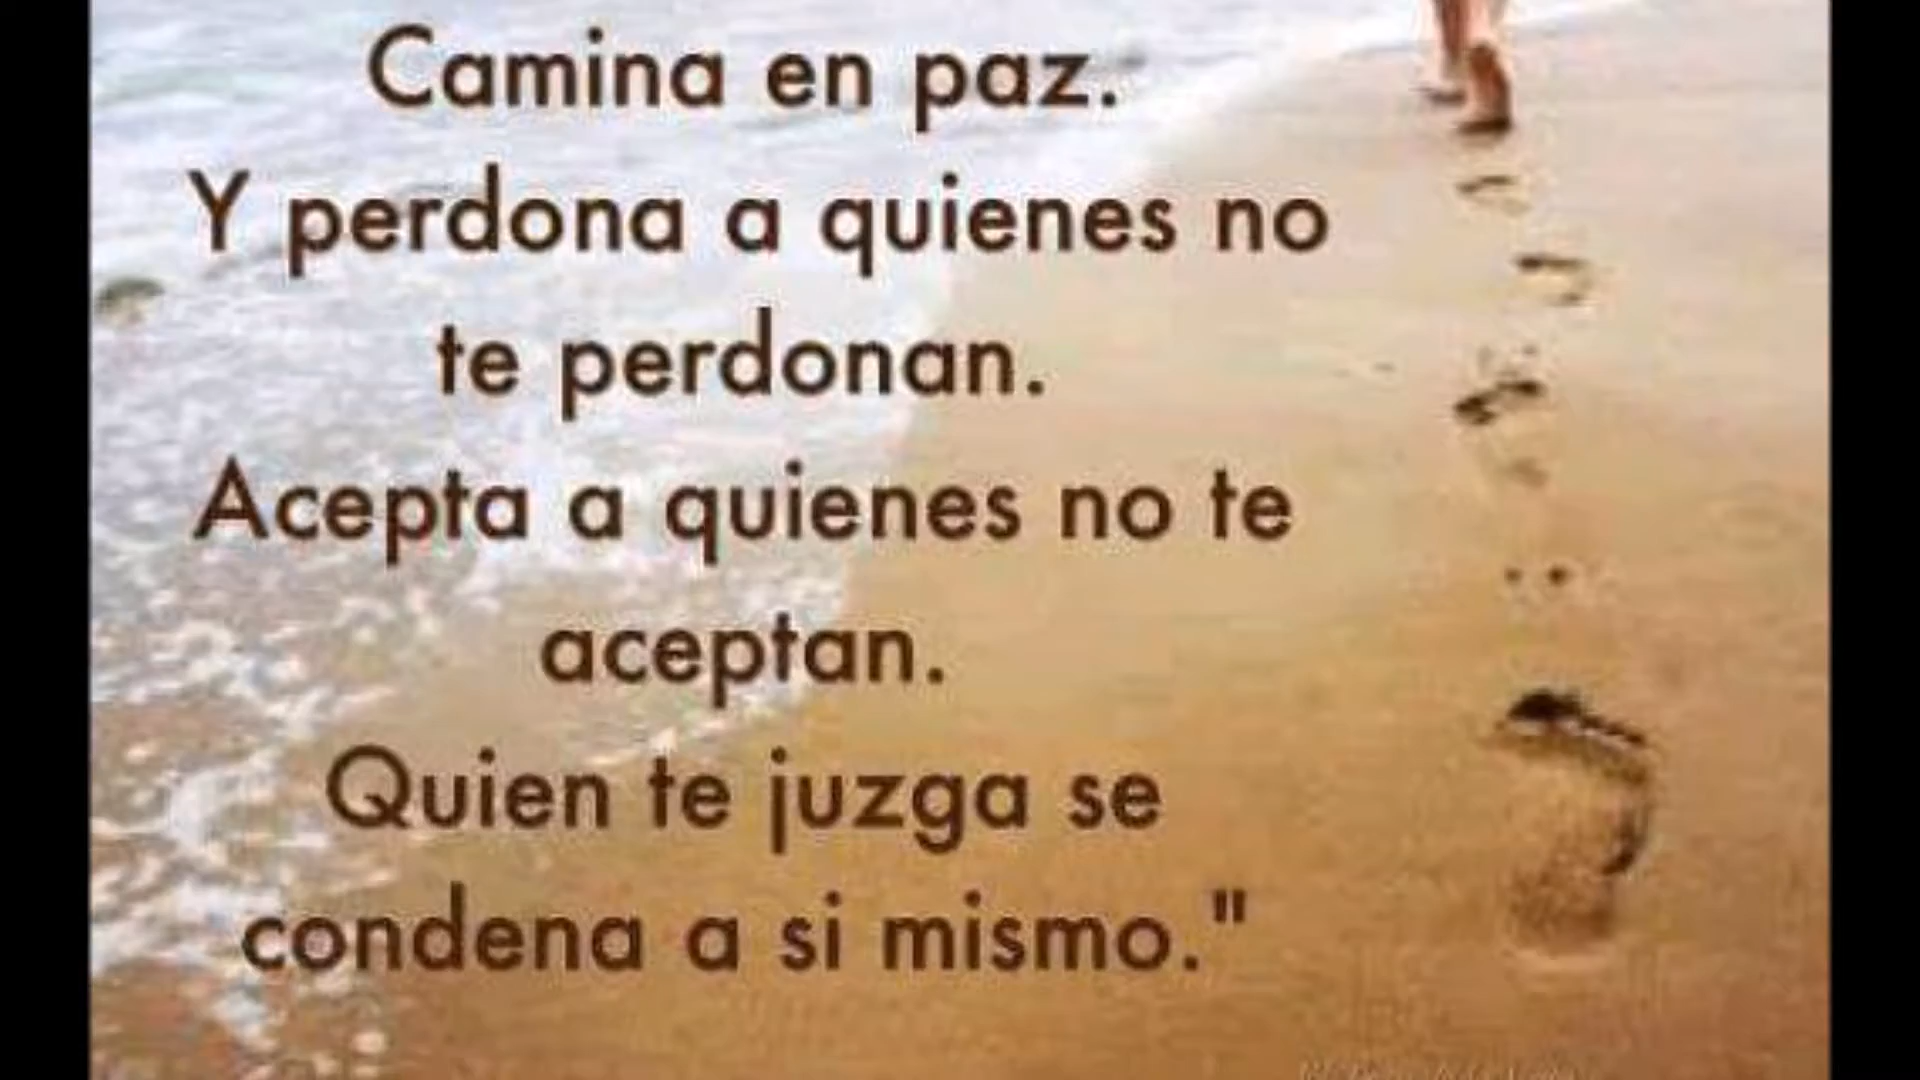 Camina en paz.
Y perdona a quienes no
te perdonan.
Acepta a quienes no te
aceptan.
Quien te juzga se
condena a si mismo."